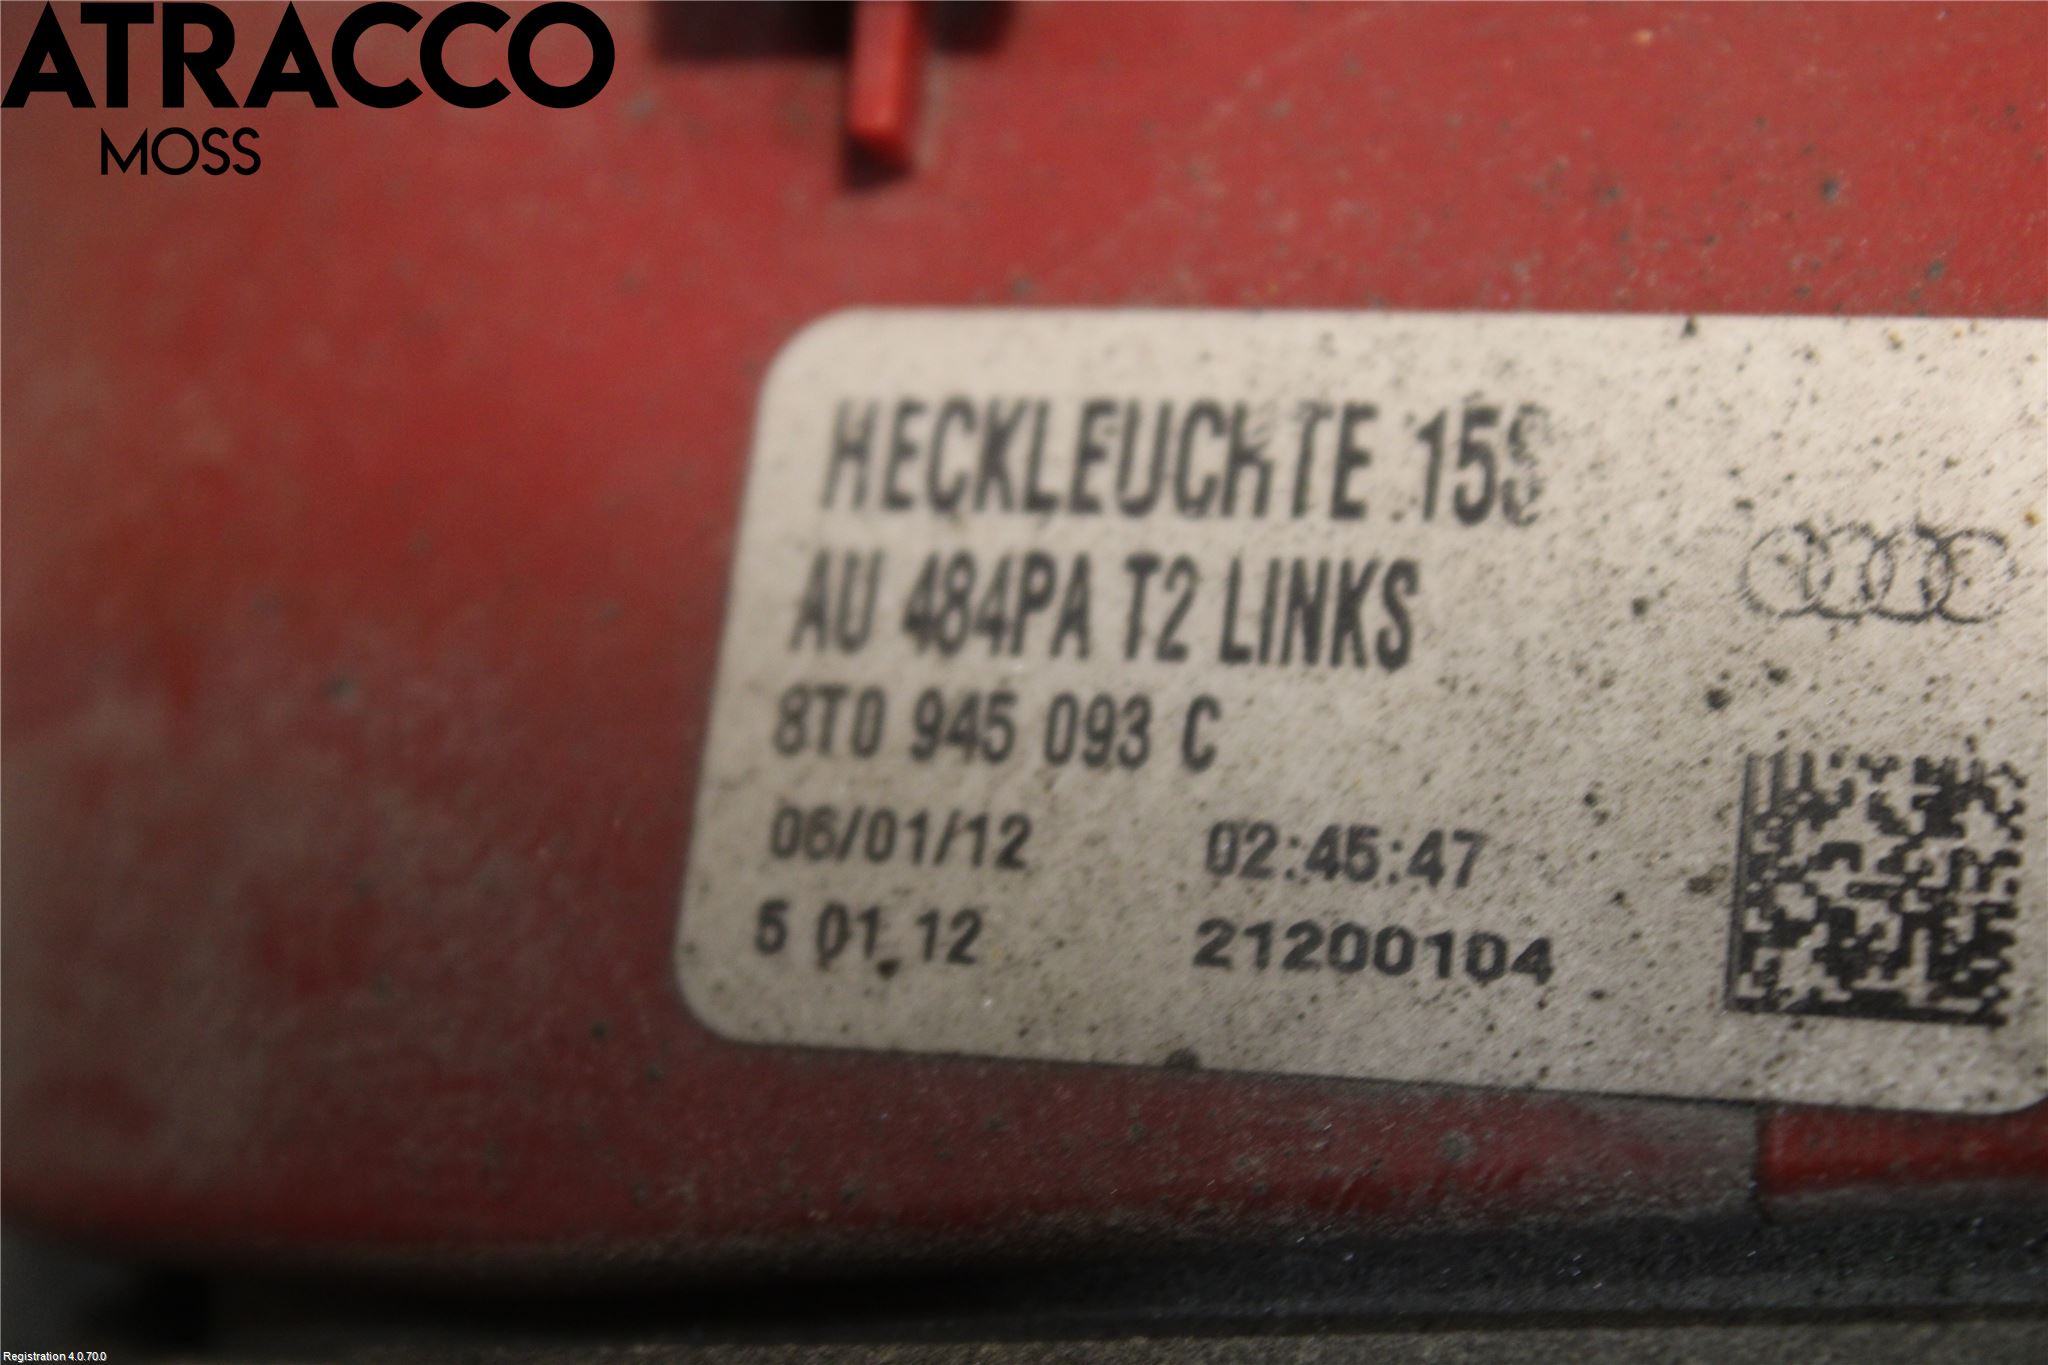 ATRACCO
MOSS
HECKLEUCHTE
AU 484PA T2 LINKS
8T0 945 093 C
06/01/12 02:45:47
5 01 12 21200104
Registration 4.0.70.0